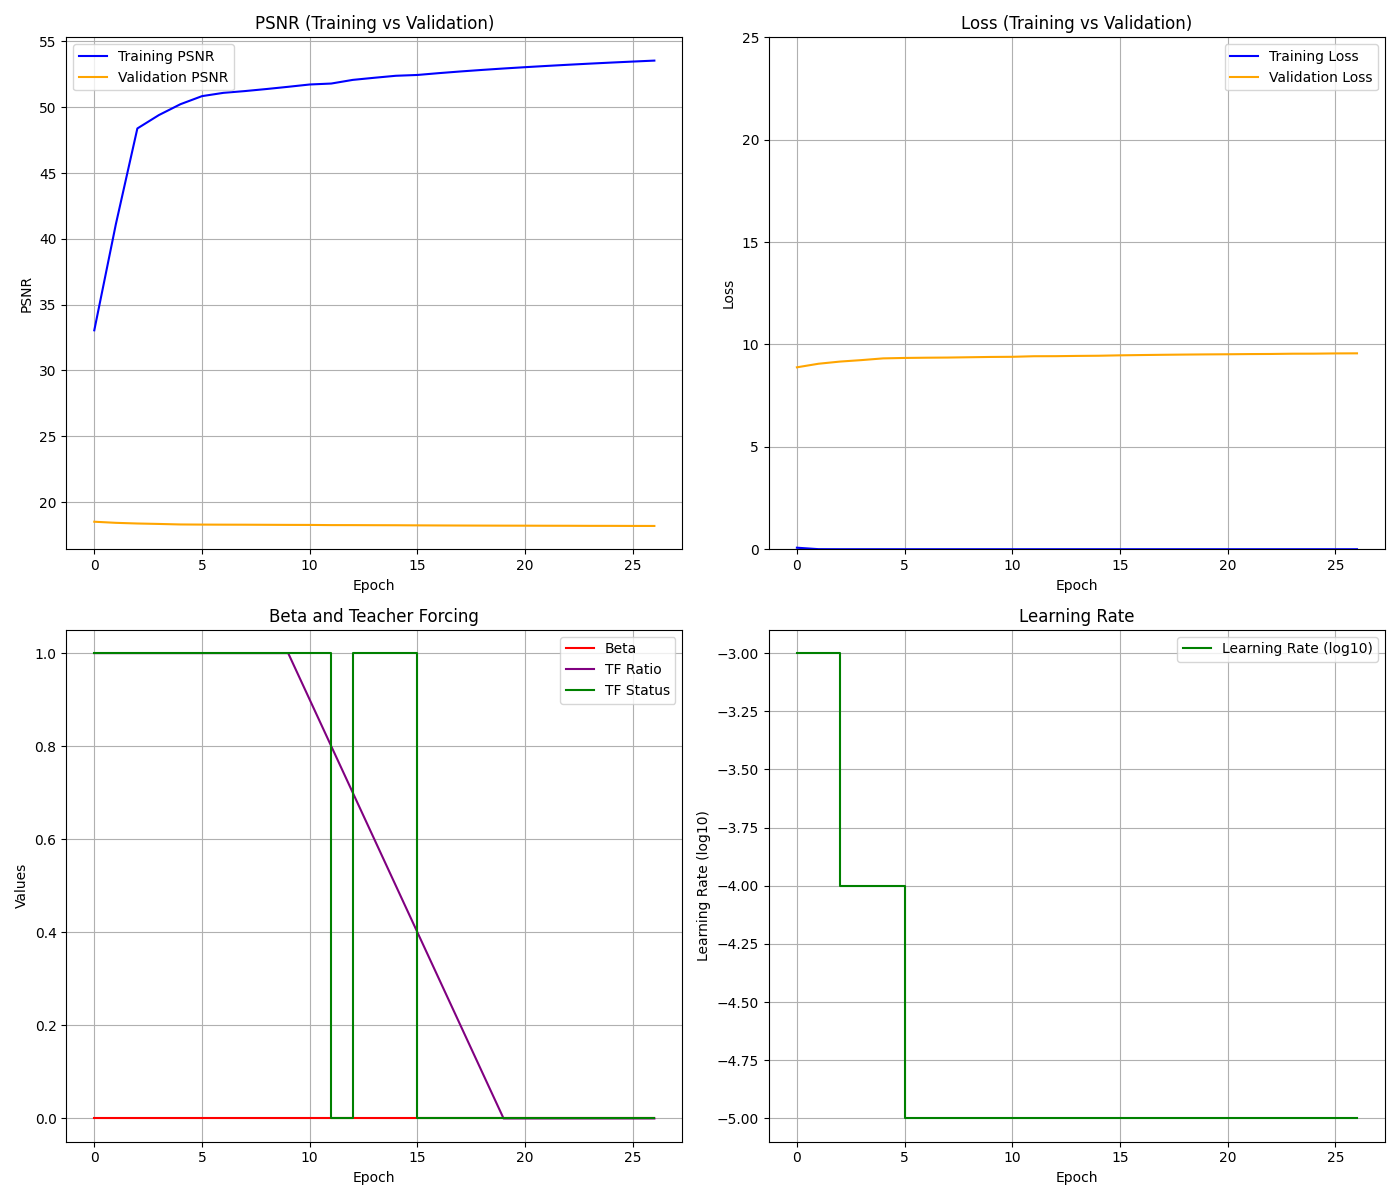 PSNR (Training vs Validation)
Training PSNR
Validation PSNR
55
50
45
40
35
30
25
20
PSNR
0 5 10 15 20 25
Epoch
Loss (Training vs Validation)
Training Loss
Validation Loss
25
20
15
10
5
0
Loss
0 5 10 15 20 25
Epoch
Beta and Teacher Forcing
Beta
TF Ratio
TF Status
1.0
0.8
0.6
0.4
0.2
0.0
Values
0 5 10 15 20 25
Epoch
Learning Rate
Learning Rate (log10)
−3.00
−3.25
−3.50
−3.75
−4.00
−4.25
−4.50
−4.75
−5.00
Learning Rate (log10)
0 5 10 15 20 25
Epoch